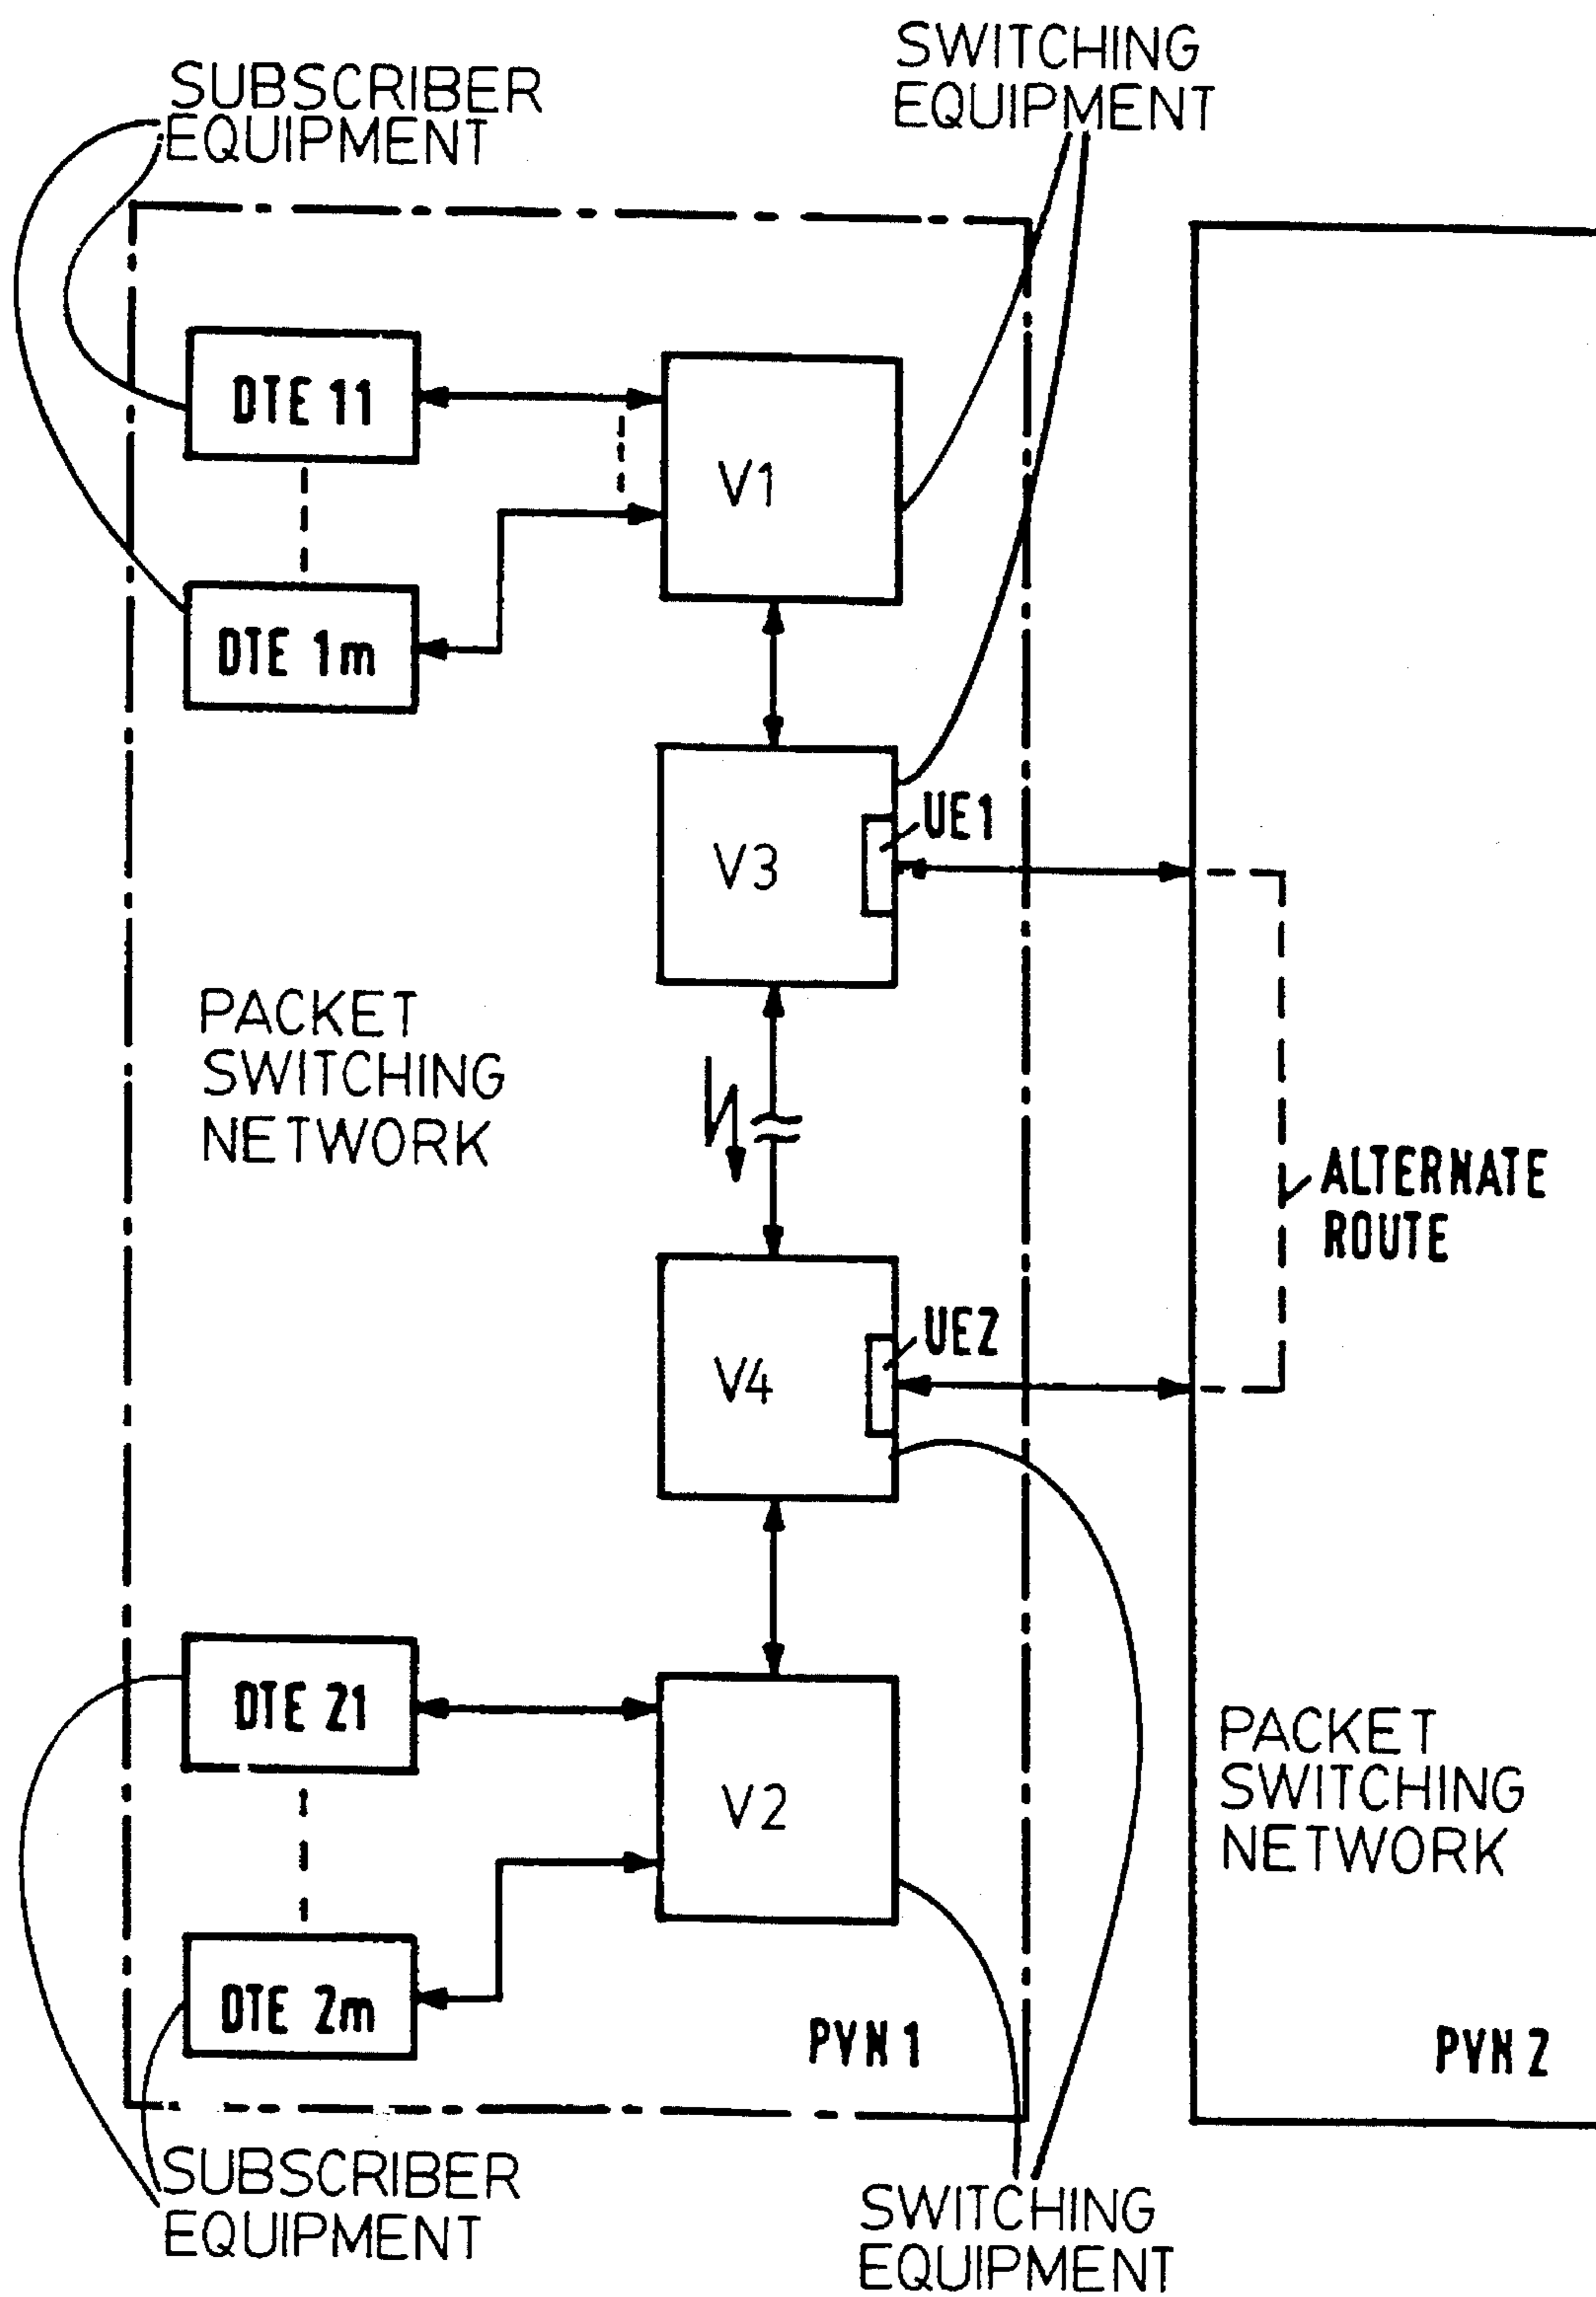 SUBSCRIBER
EQUIPMENT
SWITCHING
EQUIPMENT
DTE 11
V1
DTE 1m
UE1
V3
PACKET
SWITCHING
NETWORK
ALTERNATE
ROUTE
UE2
V4
DTE 21
V2
PACKET
SWITCHING
NETWORK
DTE 2m
PVN 1
PVN 2
SUBSCRIBER
EQUIPMENT
SWITCHING
EQUIPMENT